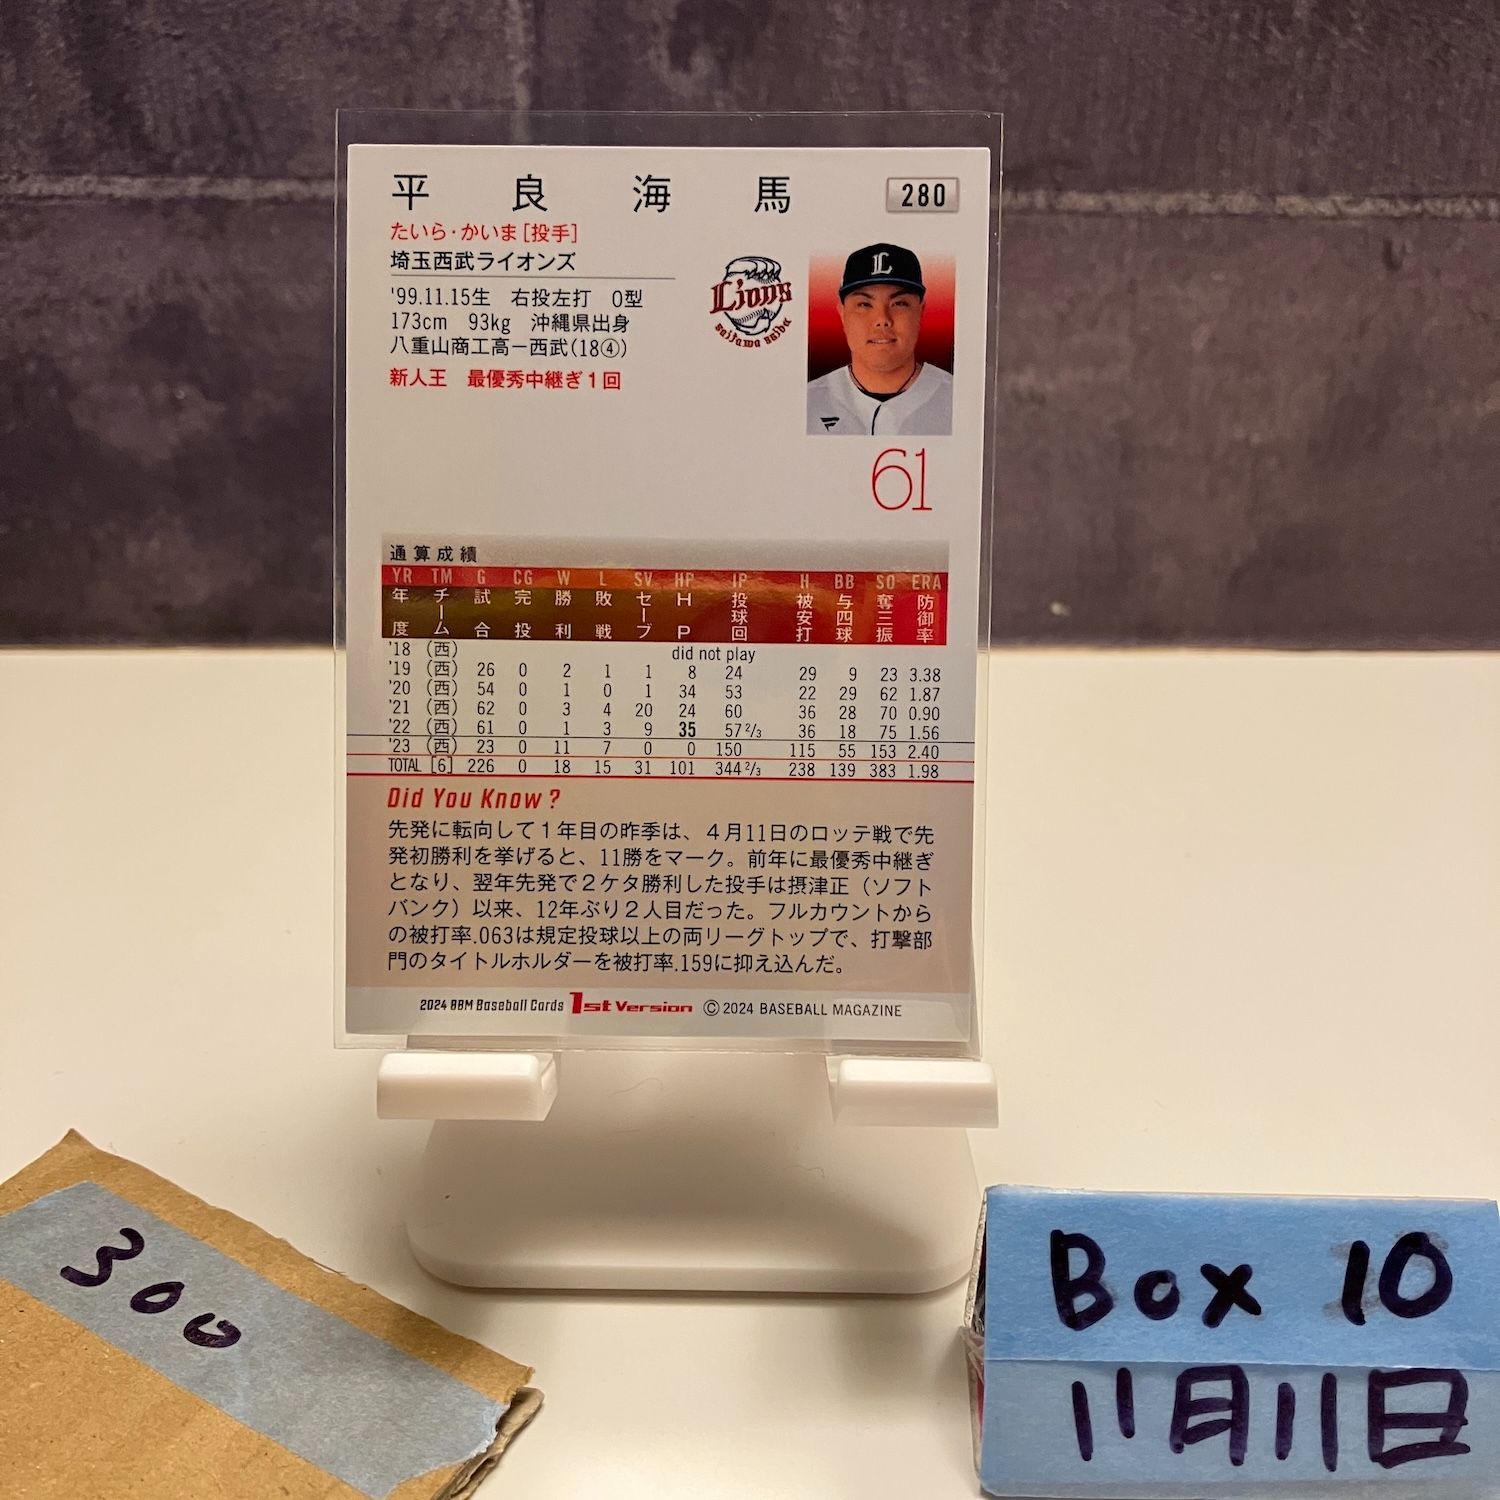 平良海馬 280
たいら・かいま[投手]
埼玉西武ライオンズ
'99.11.15生 右投左打 O型
173cm 93kg 沖縄県出身
八重山商工高－西武(18④)
新人王 最優秀中継ぎ1回
Lions
saitama seibu
L
61
通算成績
YR TM G CG W L SV HP IP H BB SO ERA
年度 チーム 試合 完投 勝利 敗戦 セーブ HP 投球回 被安打 与四球 奪三振 防御率
'18 (西) did not play
'19 (西) 26 0 2 1 1 8 24 29 9 23 3.38
'20 (西) 54 0 1 0 1 34 53 22 29 62 1.87
'21 (西) 62 0 3 4 20 24 60 36 28 70 0.90
'22 (西) 61 0 1 3 9 35 57 2/3 36 18 75 1.56
'23 (西) 23 0 11 7 0 0 150 115 55 153 2.40
TOTAL [6] 226 0 18 15 31 101 344 2/3 238 139 383 1.98
Did You Know?
先発に転向して1年目の昨季は、4月11日のロッテ戦で先
発初勝利を挙げると、11勝をマーク。前年に最優秀中継ぎ
となり、翌年先発で2ケタ勝利した投手は摂津正（ソフト
バンク）以来、12年ぶり2人目だった。フルカウントから
の被打率.063は規定投球以上の両リーグトップで、打撃部
門のタイトルホルダーを被打率.159に抑え込んだ。
2024 BBM Baseball Cards 1st Version © 2024 BASEBALL MAGAZINE
300
Box 10
11月11日